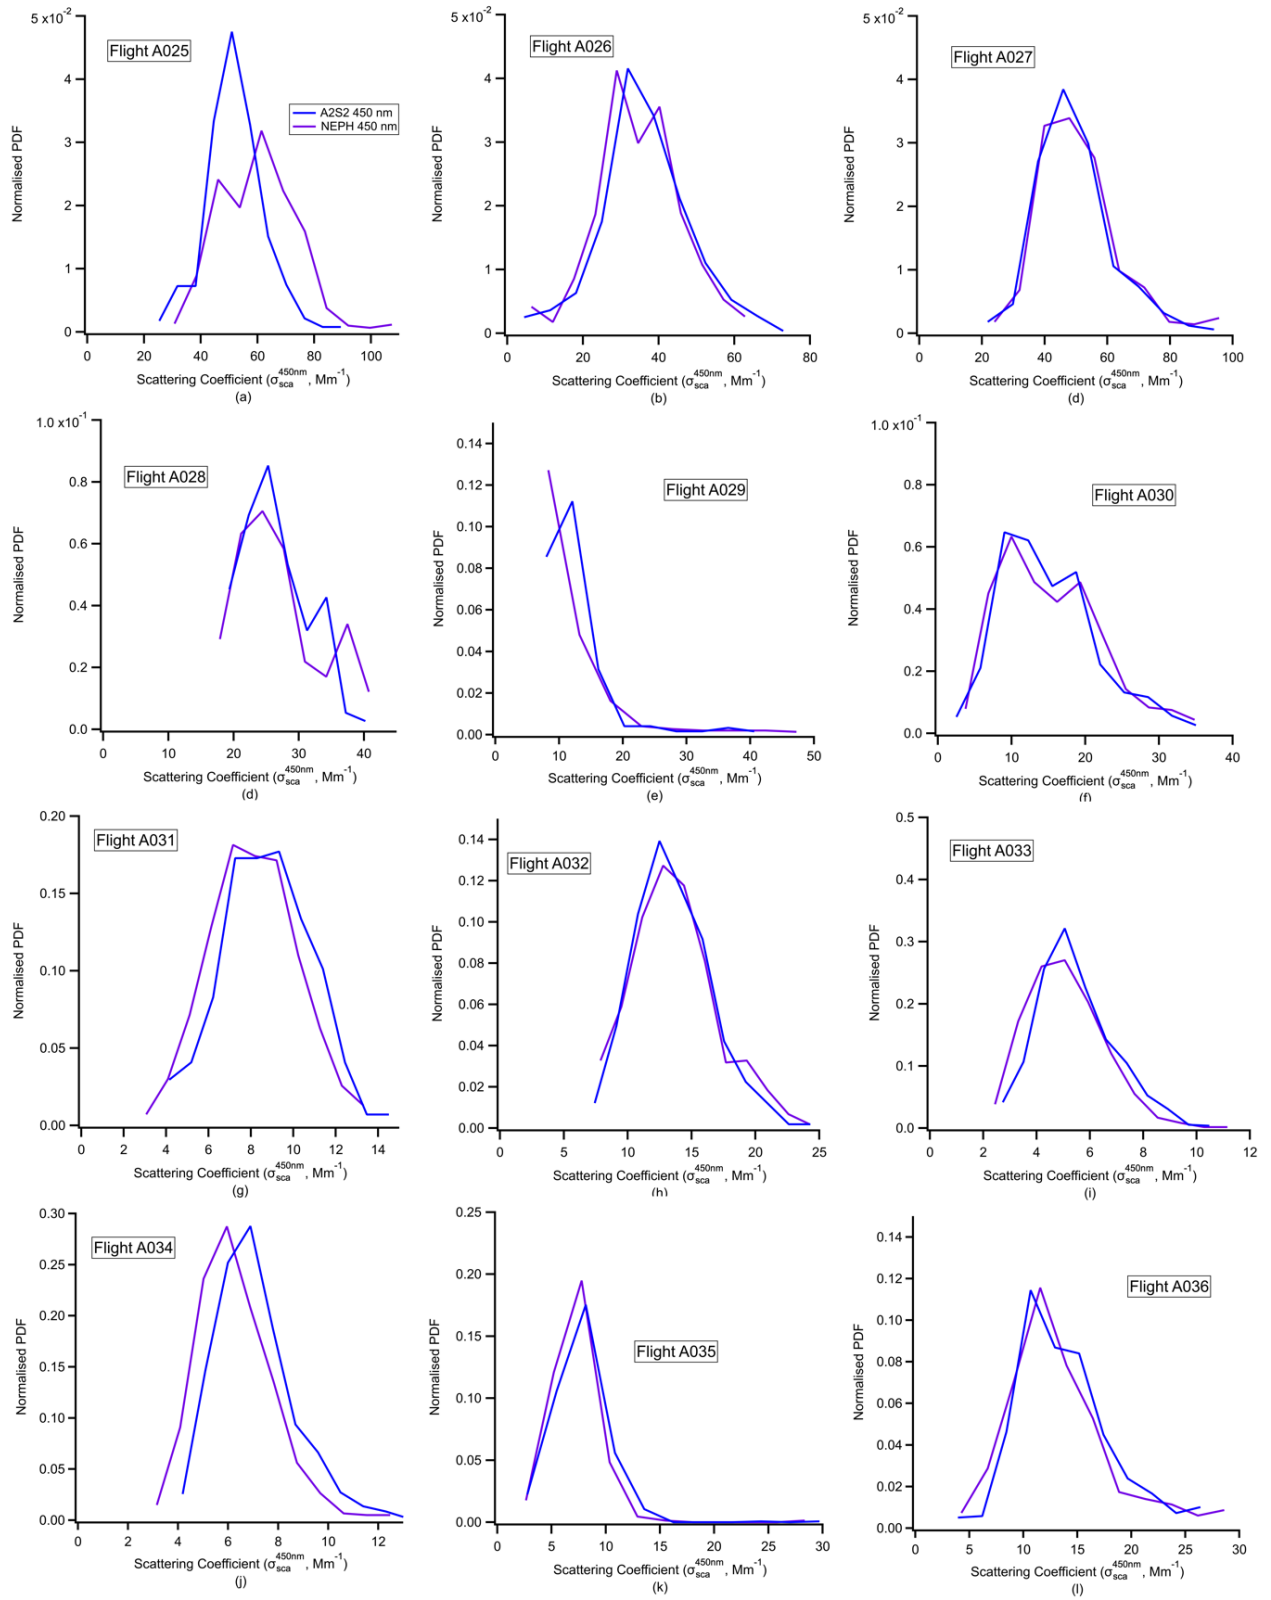 5 x10-2
4
3
2
1
0
Normalised PDF
Flight A025
A2S2 450 nm
NEPH 450 nm
0 20 40 60 80 100
Scattering Coefficient (σsca450nm, Mm-1)
(a)
5 x10-2
4
3
2
1
0
Normalised PDF
Flight A026
0 20 40 60 80
Scattering Coefficient (σsca450nm, Mm-1)
(b)
5 x10-2
4
3
2
1
0
Normalised PDF
Flight A027
0 20 40 60 80 100
Scattering Coefficient (σsca450nm, Mm-1)
(d)
1.0 x10-1
0.8
0.6
0.4
0.2
0.0
Normalised PDF
Flight A028
0 10 20 30 40
Scattering Coefficient (σsca450nm, Mm-1)
(d)
0.14
0.12
0.10
0.08
0.06
0.04
0.02
0.00
Normalised PDF
Flight A029
0 10 20 30 40 50
Scattering Coefficient (σsca450nm, Mm-1)
(e)
1.0 x10-1
0.8
0.6
0.4
0.2
0.0
Normalised PDF
Flight A030
0 10 20 30 40
Scattering Coefficient (σsca450nm, Mm-1)
(f)
0.20
0.15
0.10
0.05
0.00
Normalised PDF
Flight A031
0 2 4 6 8 10 12 14
Scattering Coefficient (σsca450nm, Mm-1)
(g)
0.14
0.12
0.10
0.08
0.06
0.04
0.02
0.00
Normalised PDF
Flight A032
0 5 10 15 20 25
Scattering Coefficient (σsca450nm, Mm-1)
(h)
0.5
0.4
0.3
0.2
0.1
0.0
Normalised PDF
Flight A033
0 2 4 6 8 10 12
Scattering Coefficient (σsca450nm, Mm-1)
(i)
0.30
0.25
0.20
0.15
0.10
0.05
0.00
Normalised PDF
Flight A034
0 2 4 6 8 10 12
Scattering Coefficient (σsca450nm, Mm-1)
(j)
0.25
0.20
0.15
0.10
0.05
0.00
Normalised PDF
Flight A035
0 5 10 15 20 25 30
Scattering Coefficient (σsca450nm, Mm-1)
(k)
0.14
0.12
0.10
0.08
0.06
0.04
0.02
0.00
Normalised PDF
Flight A036
0 5 10 15 20 25 30
Scattering Coefficient (σsca450nm, Mm-1)
(l)